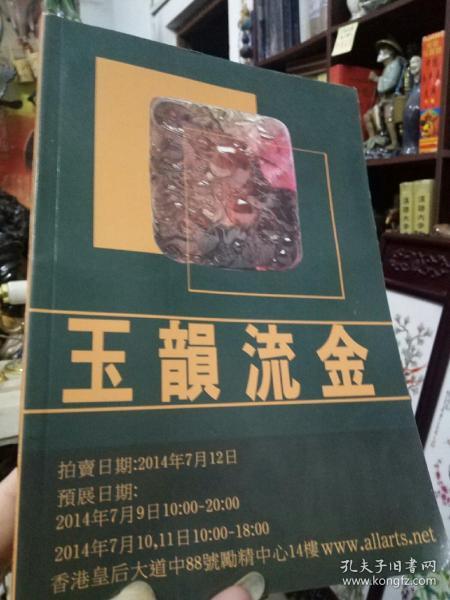 玉韻流金
拍賣日期:2014年7月12日
預展日期:
2014年7月9日10:00-20:00
2014年7月10,11日10:00-18:00
香港皇后大道中88號勵精中心14樓 www.allarts.net
孔夫子旧书网
www.kongfz.com